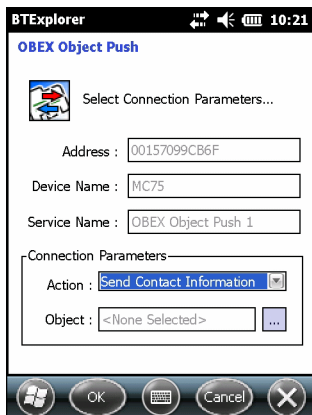 BTExplorer 10:21
OBEX Object Push
Select Connection Parameters...
Address : 00157099CB6F
Device Name : MC75
Service Name : OBEX Object Push 1
Connection Parameters
Action : Send Contact Information
Object : <None Selected> ...
OK Cancel